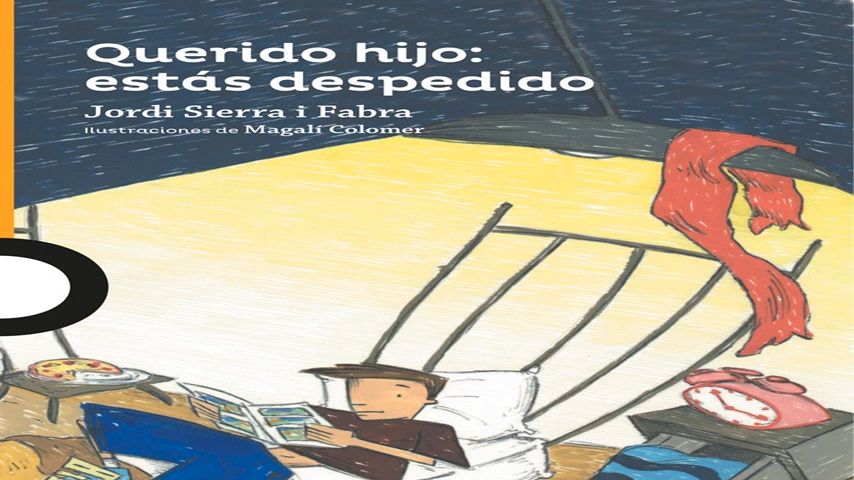 Querido hijo:
estás despedido
Jordi Sierra i Fabra
Ilustraciones de Magalí Colomer